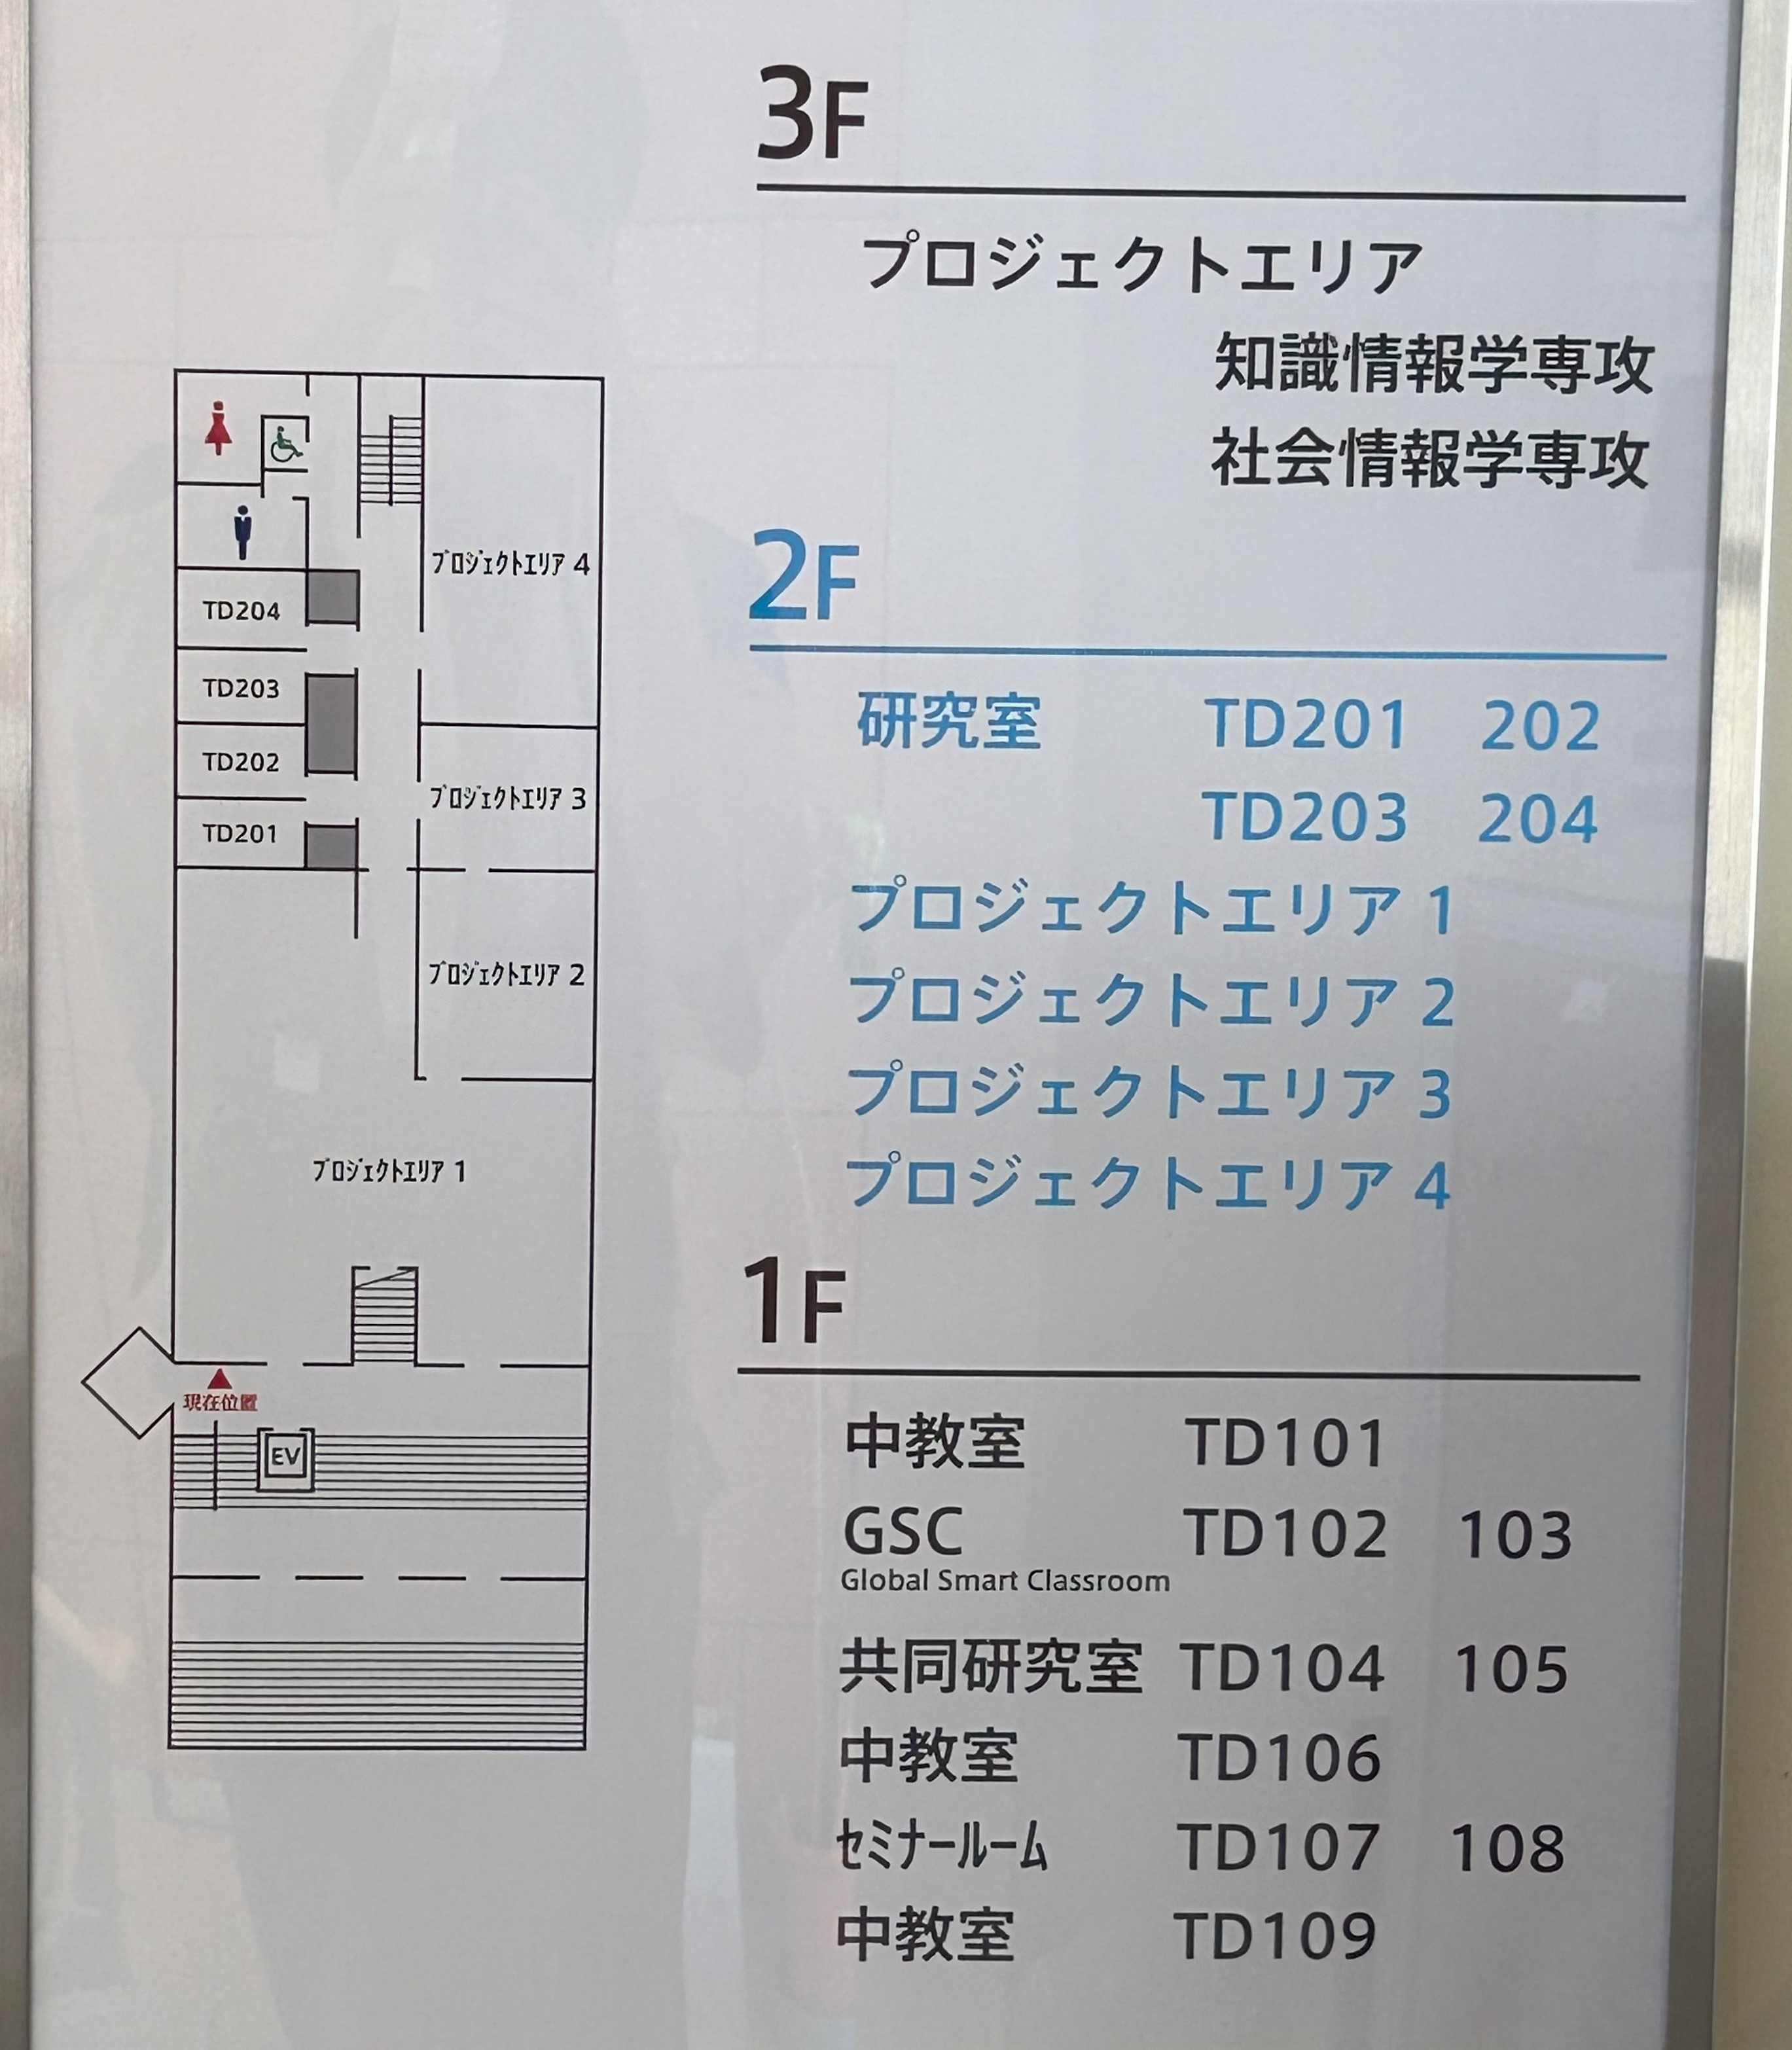 3F
プロジェクトエリア
知識情報学専攻
社会情報学専攻
2F
研究室 TD201 202
TD203 204
プロジェクトエリア 1
プロジェクトエリア 2
プロジェクトエリア 3
プロジェクトエリア 4
1F
中教室 TD101
GSC TD102 103
Global Smart Classroom
共同研究室 TD104 105
中教室 TD106
セミナールーム TD107 108
中教室 TD109
プロジェクトエリア 4
TD204
TD203
TD202
プロジェクトエリア 3
TD201
プロジェクトエリア 2
プロジェクトエリア 1
現在位置
EV